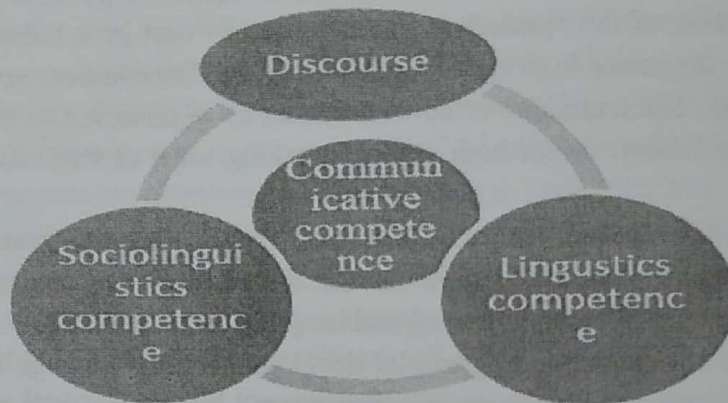 Discourse
Commun
icative
compete
nce
Sociolingui
stics
competenc
e
Lingustics
competenc
e